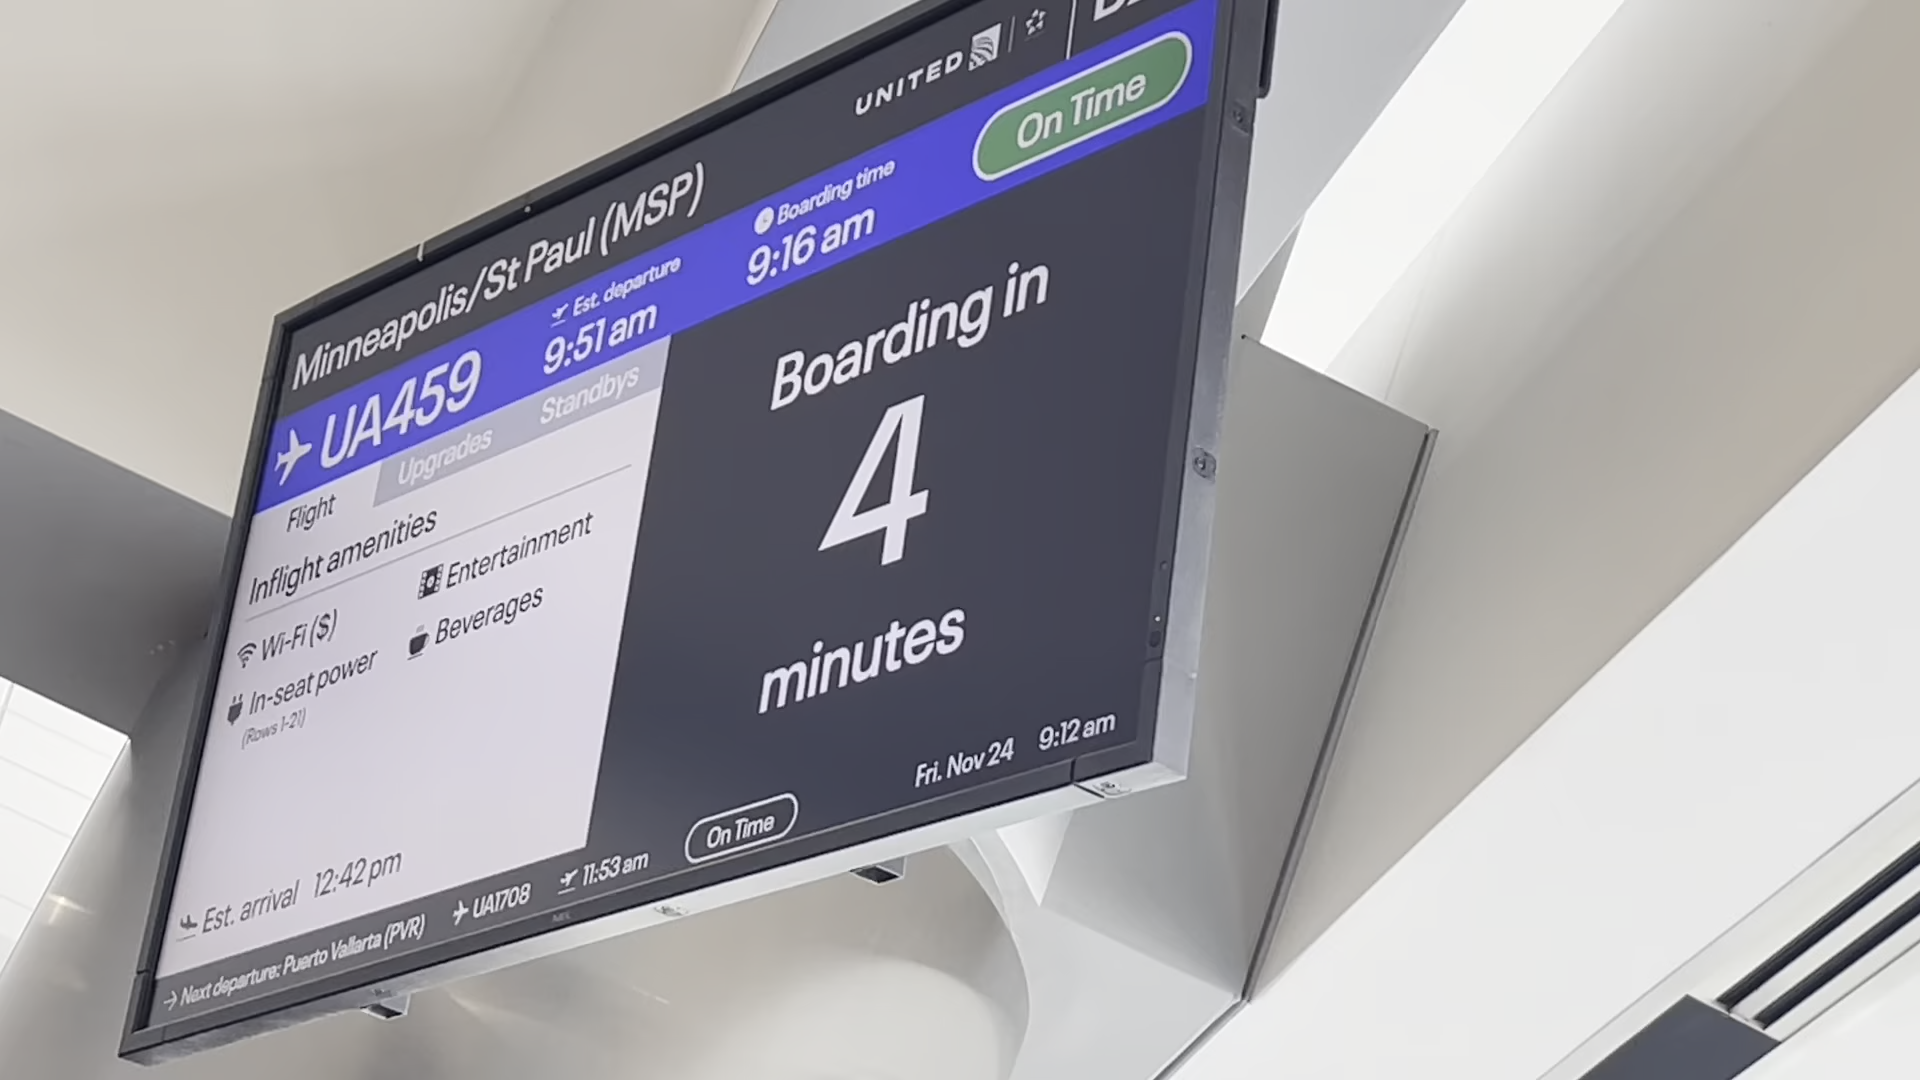 UNITED
Minneapolis/St Paul (MSP)
UA459
Est. departure
9:51 am
Boarding time
9:16 am
On Time
Flight
Upgrades
Standbys
Inflight amenities
Wi-Fi ($)
Entertainment
In-seat power
(Rows 1-21)
Beverages
Est. arrival 12:42 pm
Boarding in
4
minutes
Fri. Nov 24 9:12 am
→ Next departure: Puerto Vallarta (PVR) UA1708 11:53 am On Time
NEC